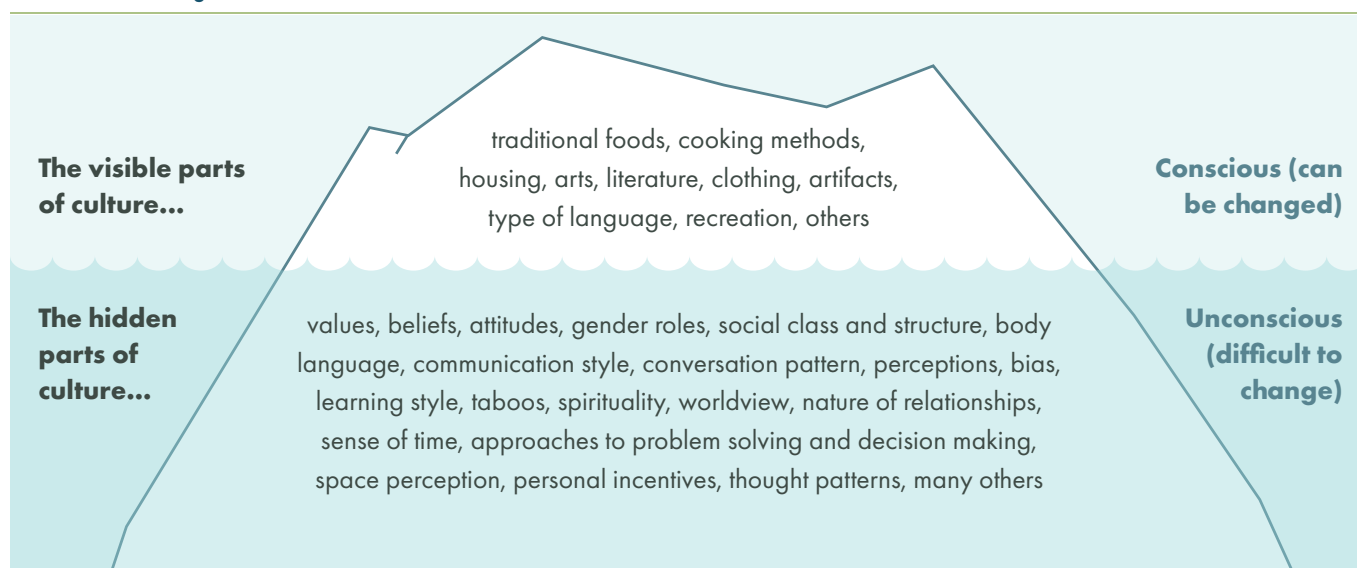 The visible parts
of culture...
traditional foods, cooking methods,
housing, arts, literature, clothing, artifacts,
type of language, recreation, others
Conscious (can
be changed)
The hidden
parts of
culture...
values, beliefs, attitudes, gender roles, social class and structure, body
language, communication style, conversation pattern, perceptions, bias,
learning style, taboos, spirituality, worldview, nature of relationships,
sense of time, approaches to problem solving and decision making,
space perception, personal incentives, thought patterns, many others
Unconscious
(difficult to
change)